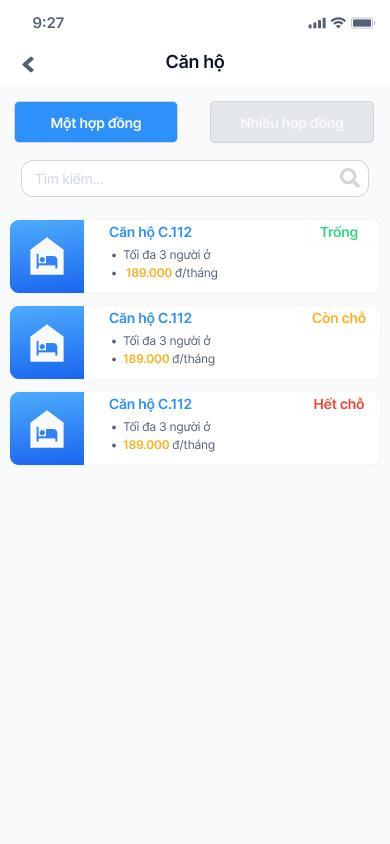 9:27
Căn hộ
Một hợp đồng
Nhiều hợp đồng
Tìm kiếm...
Căn hộ C.112
Trống
• Tối đa 3 người ở
• 189.000 đ/tháng
Căn hộ C.112
Còn chỗ
• Tối đa 3 người ở
• 189.000 đ/tháng
Căn hộ C.112
Hết chỗ
• Tối đa 3 người ở
• 189.000 đ/tháng